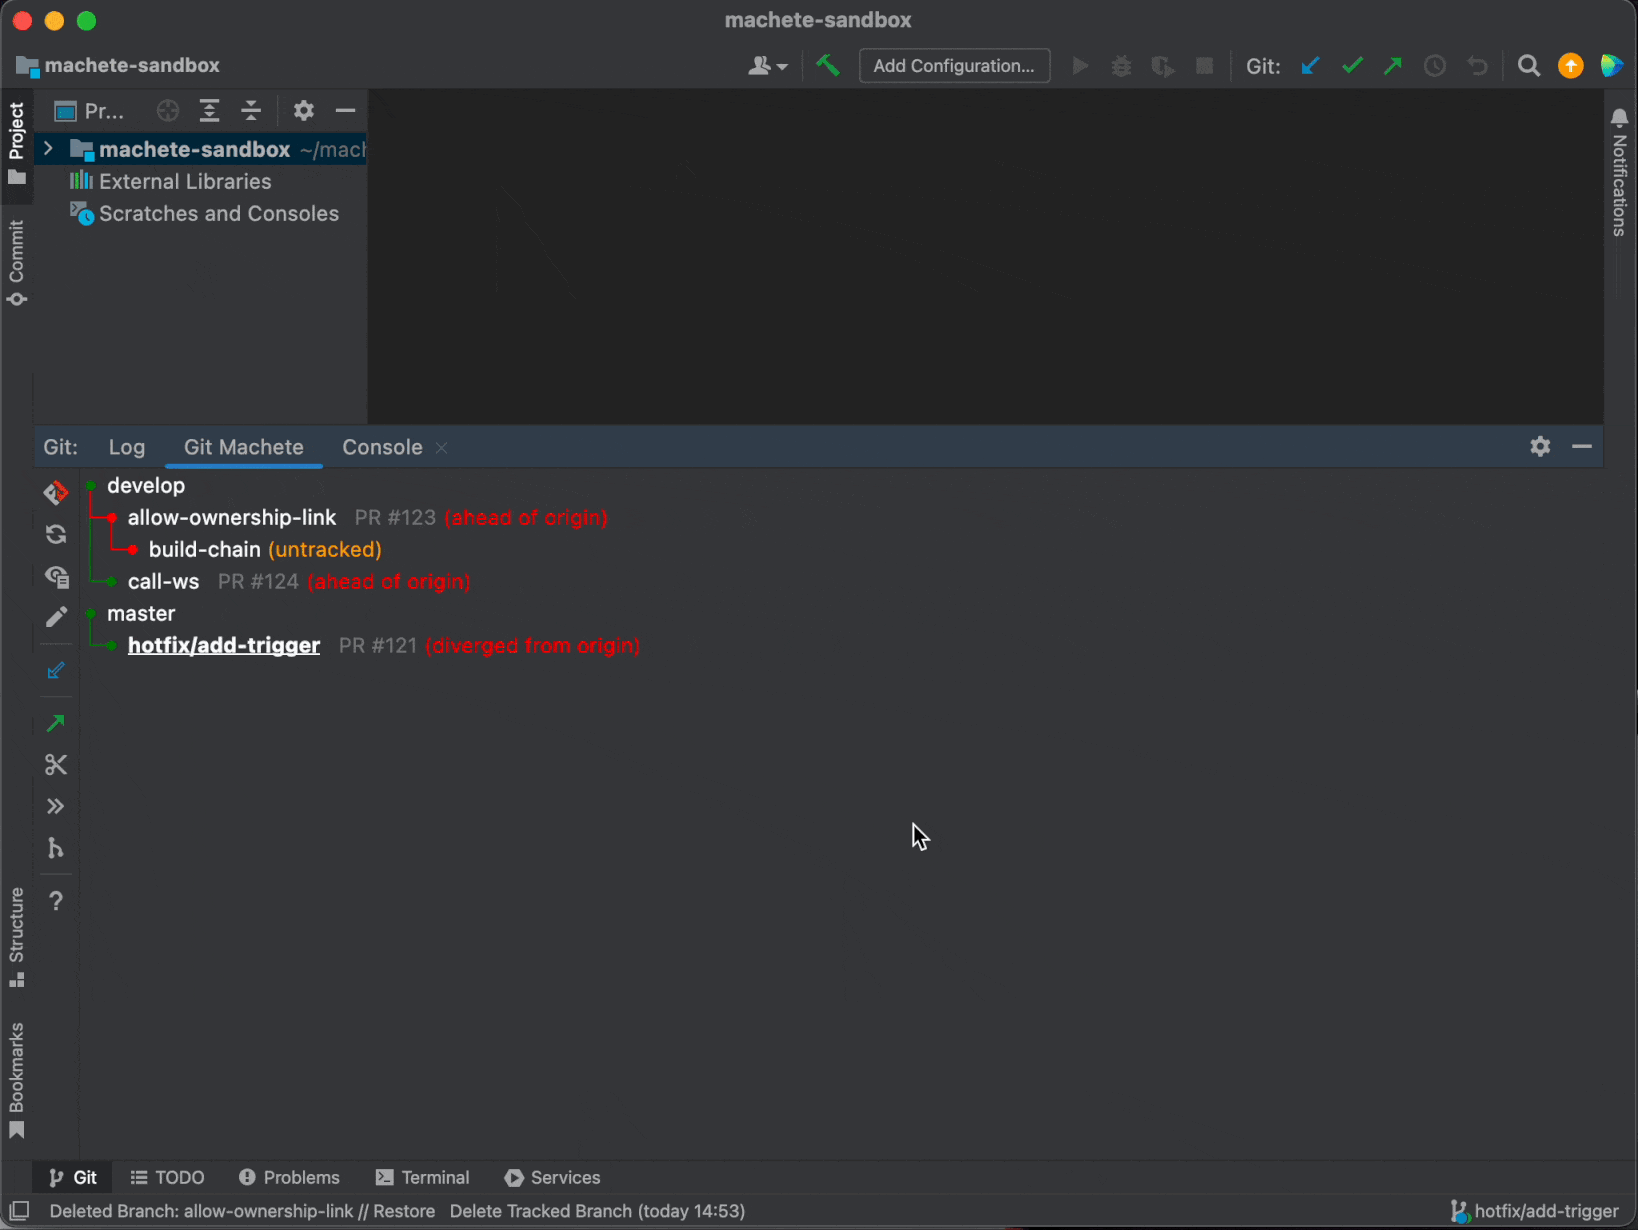 machete-sandbox
machete-sandbox
Add Configuration...
Git:
Project
Pr...
machete-sandbox ~/mach
External Libraries
Scratches and Consoles
Commit
Notifications
Git: Log Git Machete Console
develop
allow-ownership-link PR #123 (ahead of origin)
build-chain (untracked)
call-ws PR #124 (ahead of origin)
master
hotfix/add-trigger PR #121 (diverged from origin)
?
Structure
Bookmarks
Git TODO Problems Terminal Services
Deleted Branch: allow-ownership-link // Restore Delete Tracked Branch (today 14:53)
hotfix/add-trigger